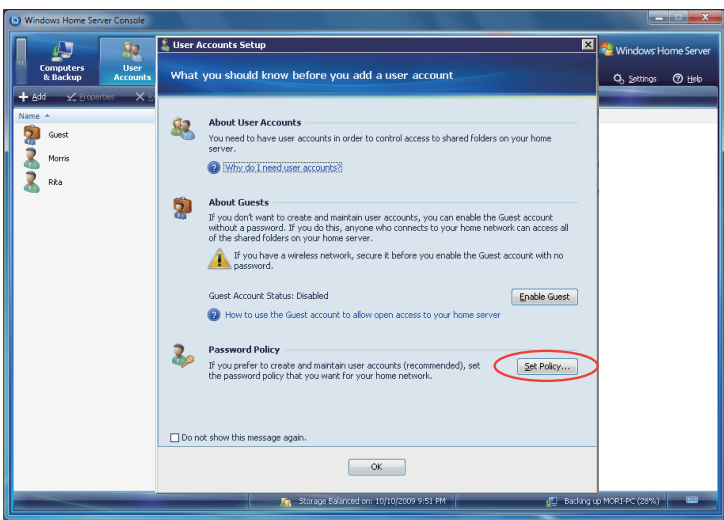 Windows Home Server Console
Computers & Backup
User Accounts
Windows Home Server
Settings
Help
Add
Properties
Name
Guest
Morris
Rita
User Accounts Setup
What you should know before you add a user account
About User Accounts
You need to have user accounts in order to control access to shared folders on your home
server.
Why do I need user accounts?
About Guests
If you don't want to create and maintain user accounts, you can enable the Guest account
without a password. If you do this, anyone who connects to your home network can access all
of the shared folders on your home server.
If you have a wireless network, secure it before you enable the Guest account with no
password.
Guest Account Status: Disabled
Enable Guest
How to use the Guest account to allow open access to your home server
Password Policy
If you prefer to create and maintain user accounts (recommended), set
the password policy that you want for your home network.
Set Policy...
Do not show this message again.
OK
Storage Balanced on: 10/10/2009 9:51 PM
Backing up MORI-PC (28%)